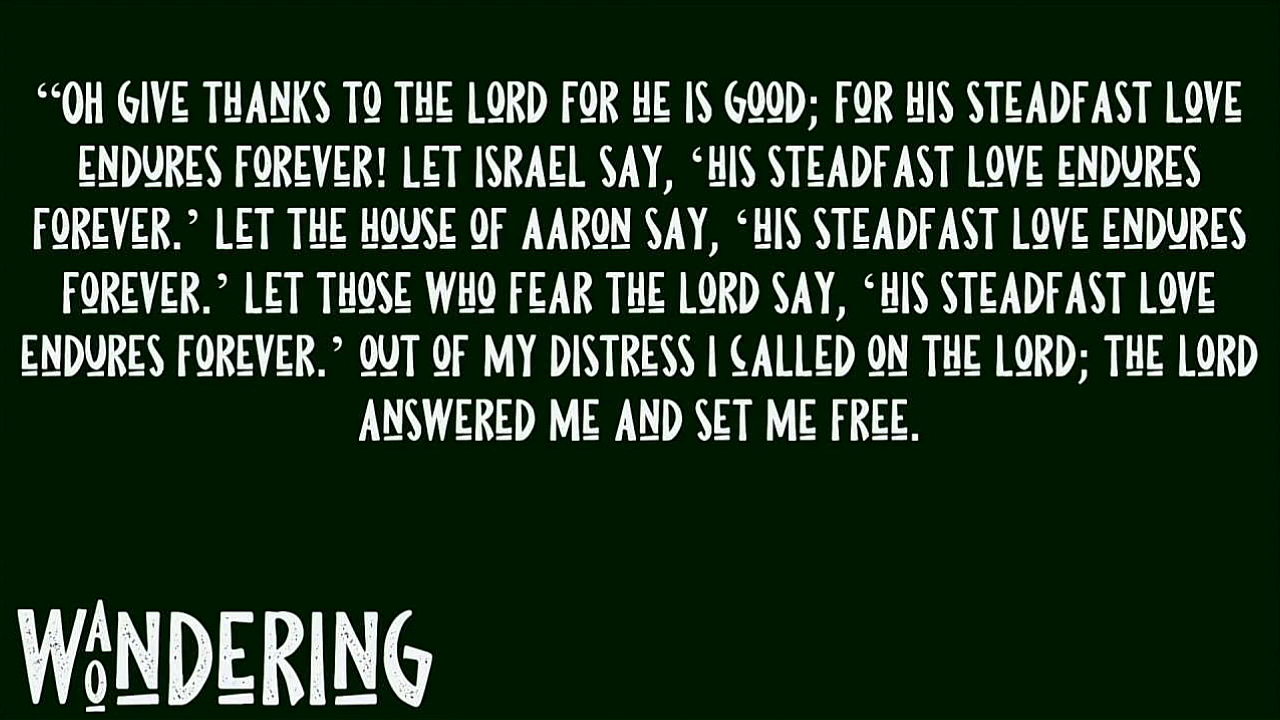 “OH GIVE THANKS TO THE LORD FOR HE IS GOOD; FOR HIS STEADFAST LOVE
ENDURES FOREVER! LET ISRAEL SAY, ‘HIS STEADFAST LOVE ENDURES
FOREVER.’ LET THE HOUSE OF AARON SAY, ‘HIS STEADFAST LOVE ENDURES
FOREVER.’ LET THOSE WHO FEAR THE LORD SAY, ‘HIS STEADFAST LOVE
ENDURES FOREVER.’ OUT OF MY DISTRESS I CALLED ON THE LORD; THE LORD
ANSWERED ME AND SET ME FREE.
WAONDERING